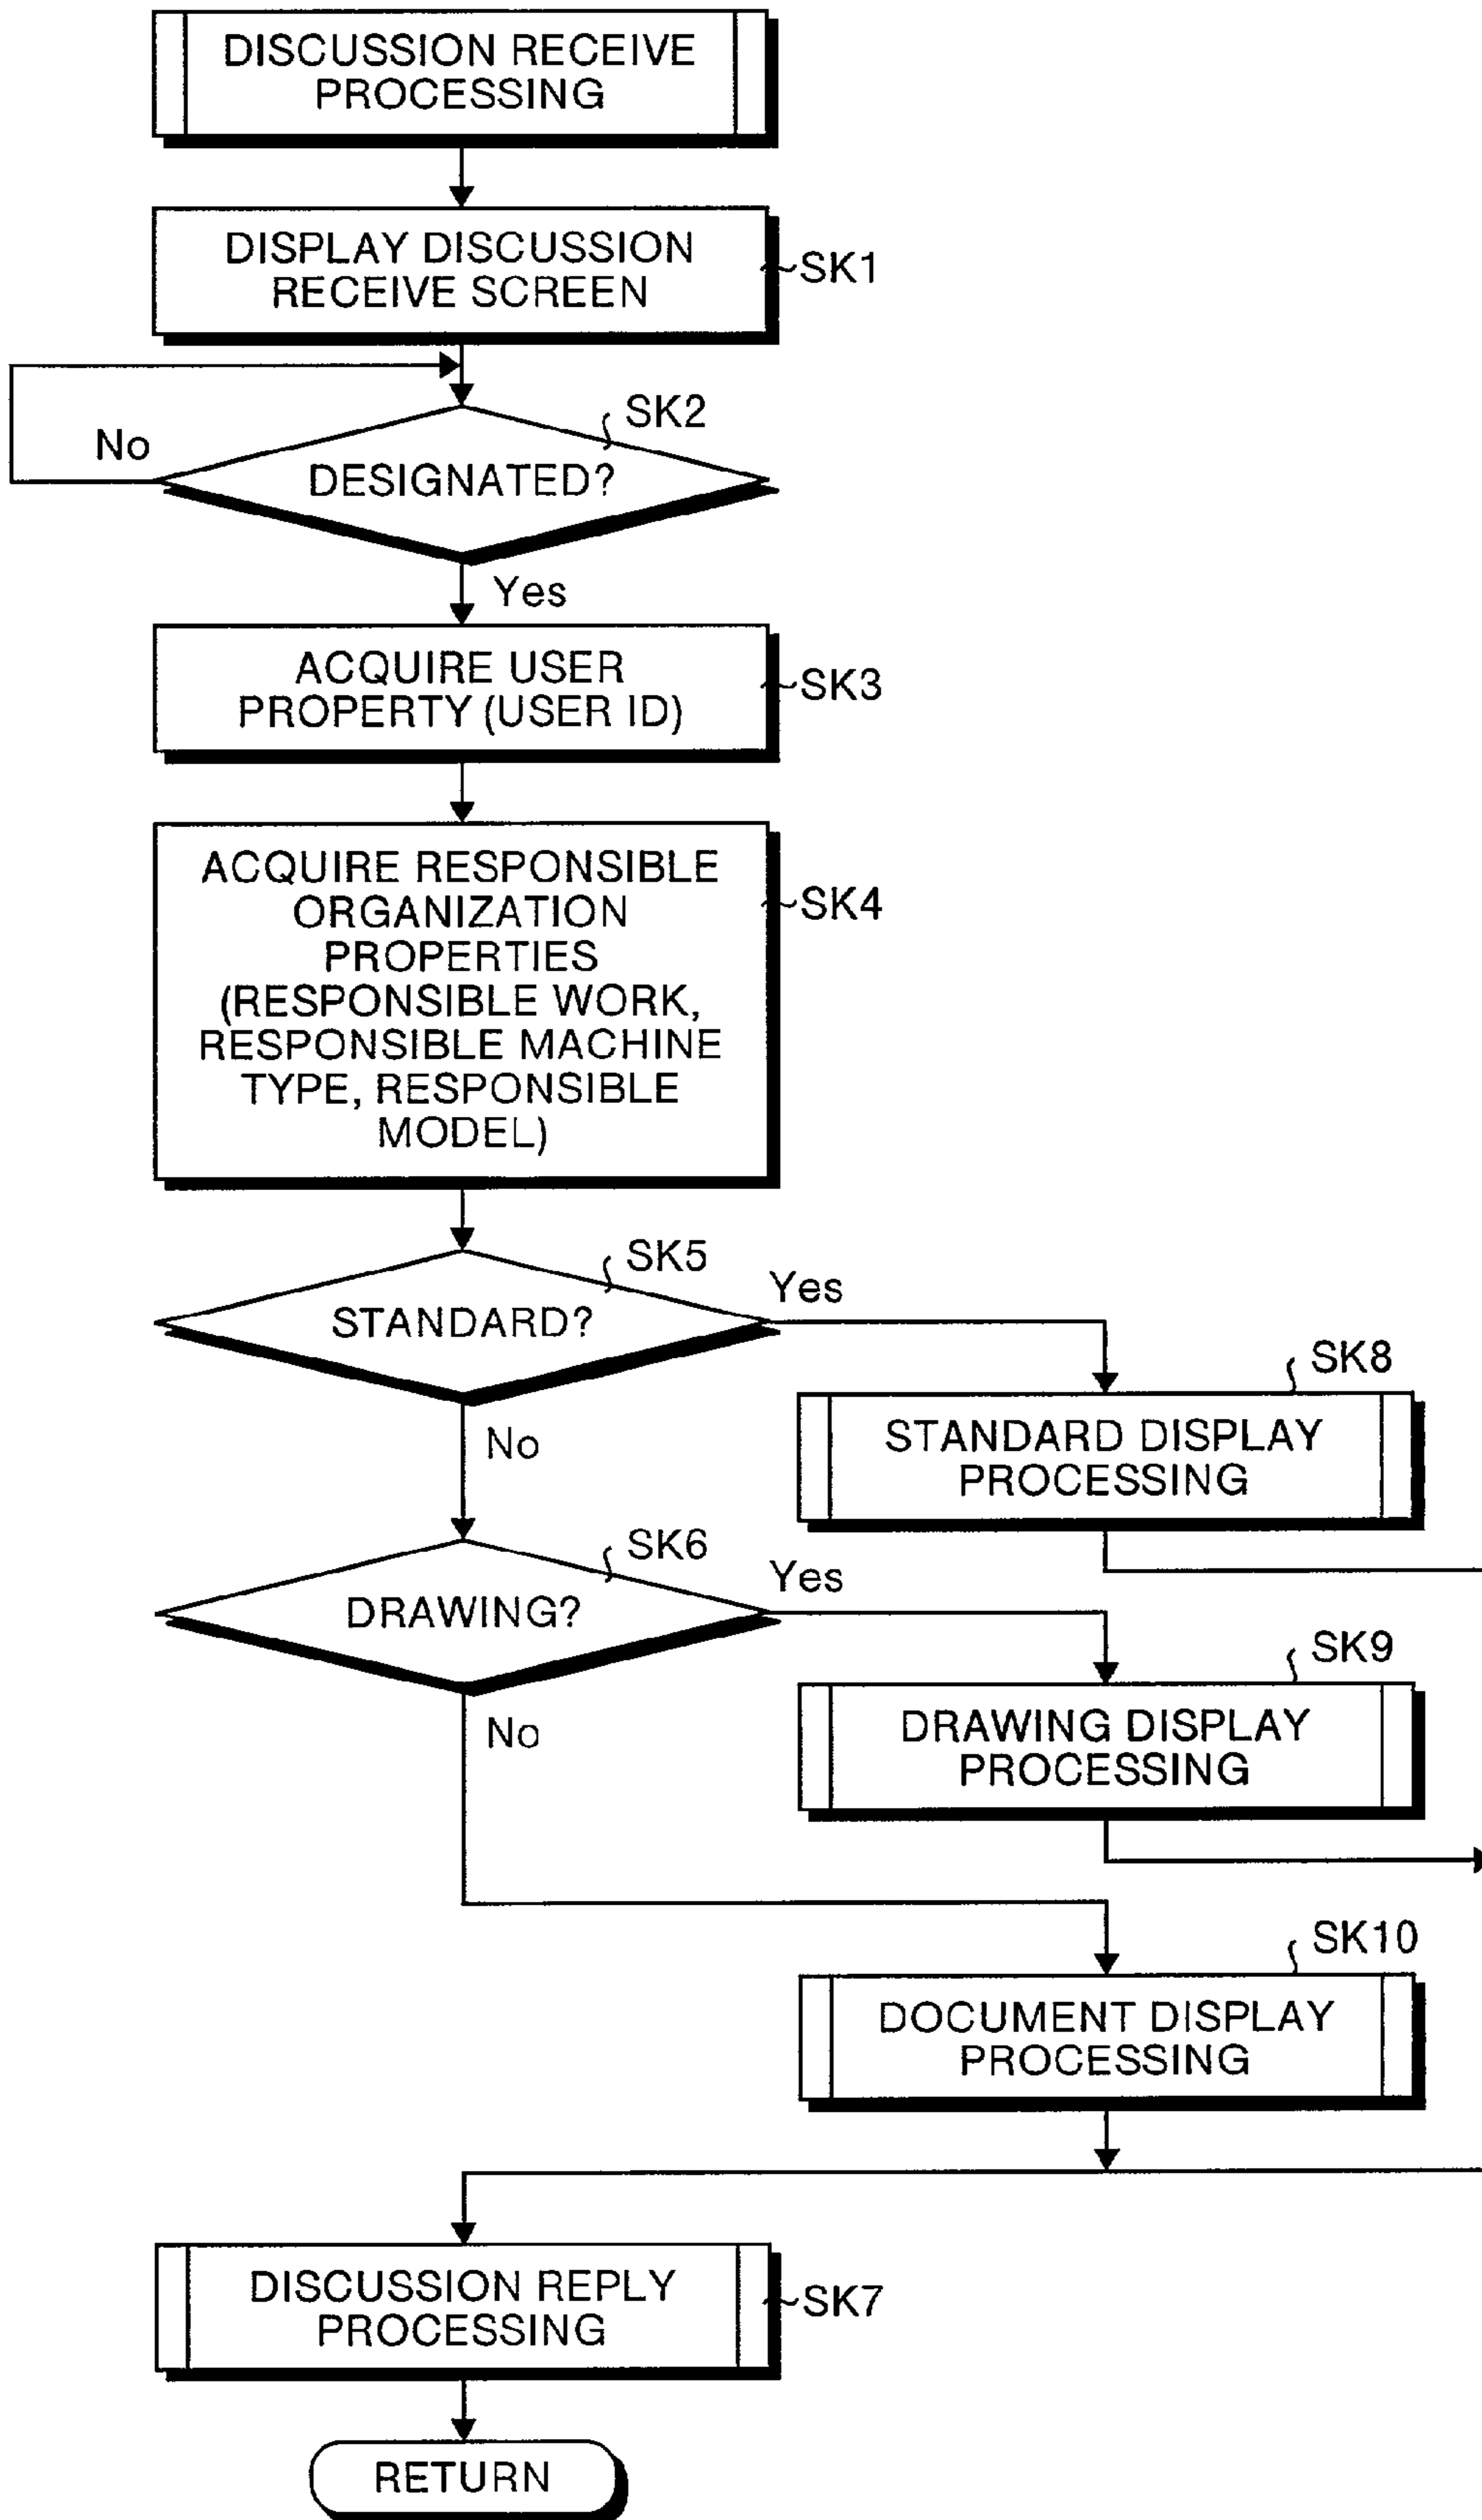 DISCUSSION RECEIVE
PROCESSING
DISPLAY DISCUSSION
RECEIVE SCREEN
SK1
SK2
No
DESIGNATED?
Yes
ACQUIRE USER
PROPERTY (USER ID)
SK3
ACQUIRE RESPONSIBLE
ORGANIZATION
PROPERTIES
(RESPONSIBLE WORK,
RESPONSIBLE MACHINE
TYPE, RESPONSIBLE
MODEL)
SK4
SK5
Yes
STANDARD?
No
SK8
STANDARD DISPLAY
PROCESSING
SK6
Yes
DRAWING?
No
SK9
DRAWING DISPLAY
PROCESSING
SK10
DOCUMENT DISPLAY
PROCESSING
DISCUSSION REPLY
PROCESSING
SK7
RETURN